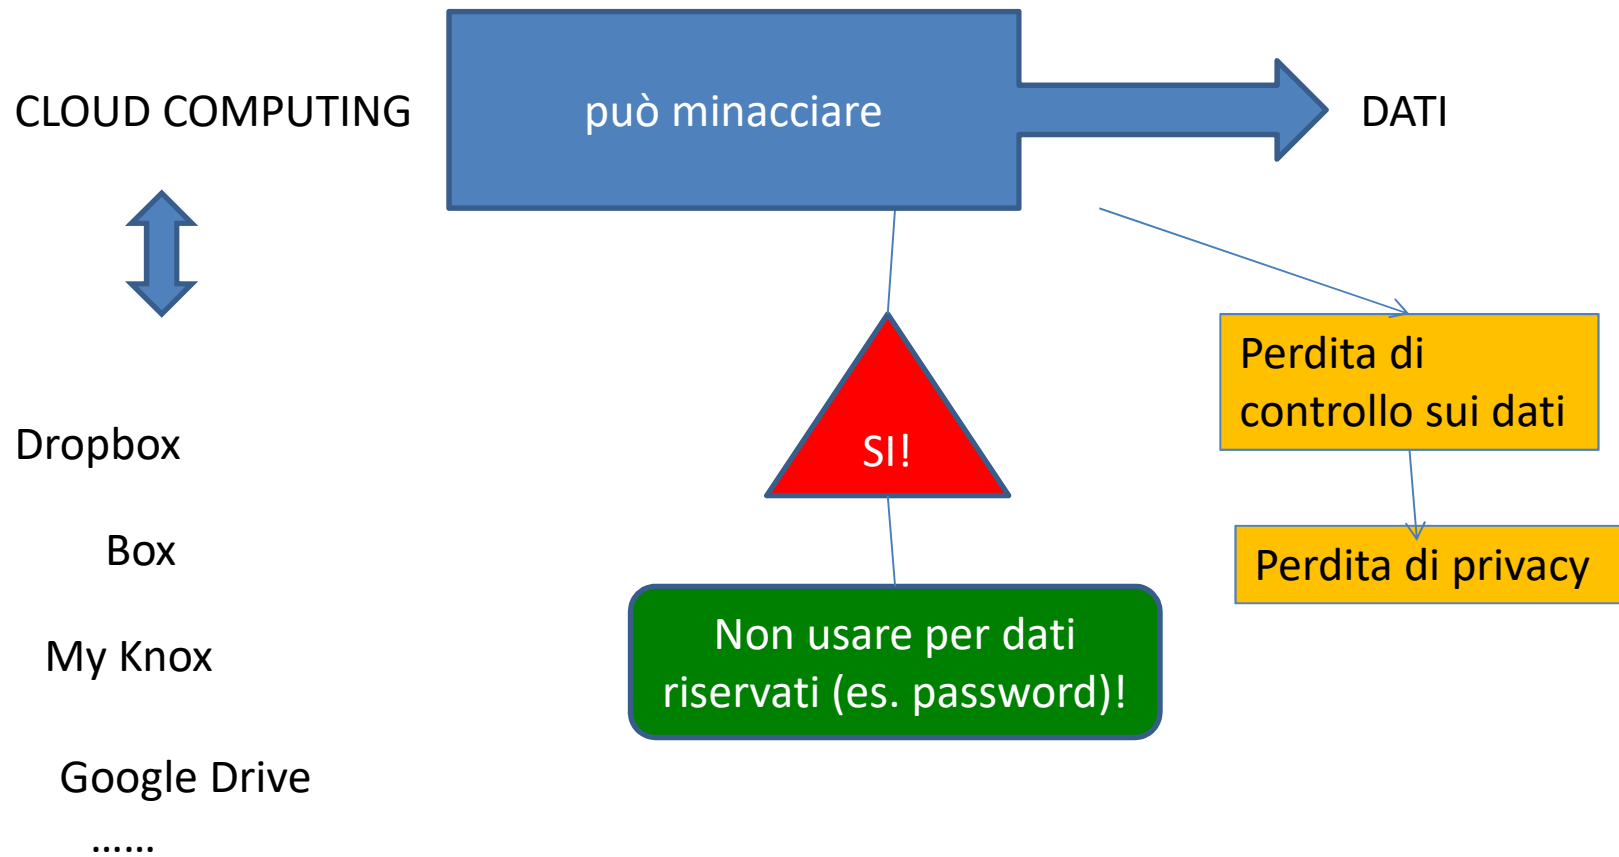 CLOUD COMPUTING
può minacciare
DATI
Perdita di
controllo sui dati
SI!
Dropbox
Box
Perdita di privacy
Non usare per dati
riservati (es. password)!
My Knox
Google Drive
……